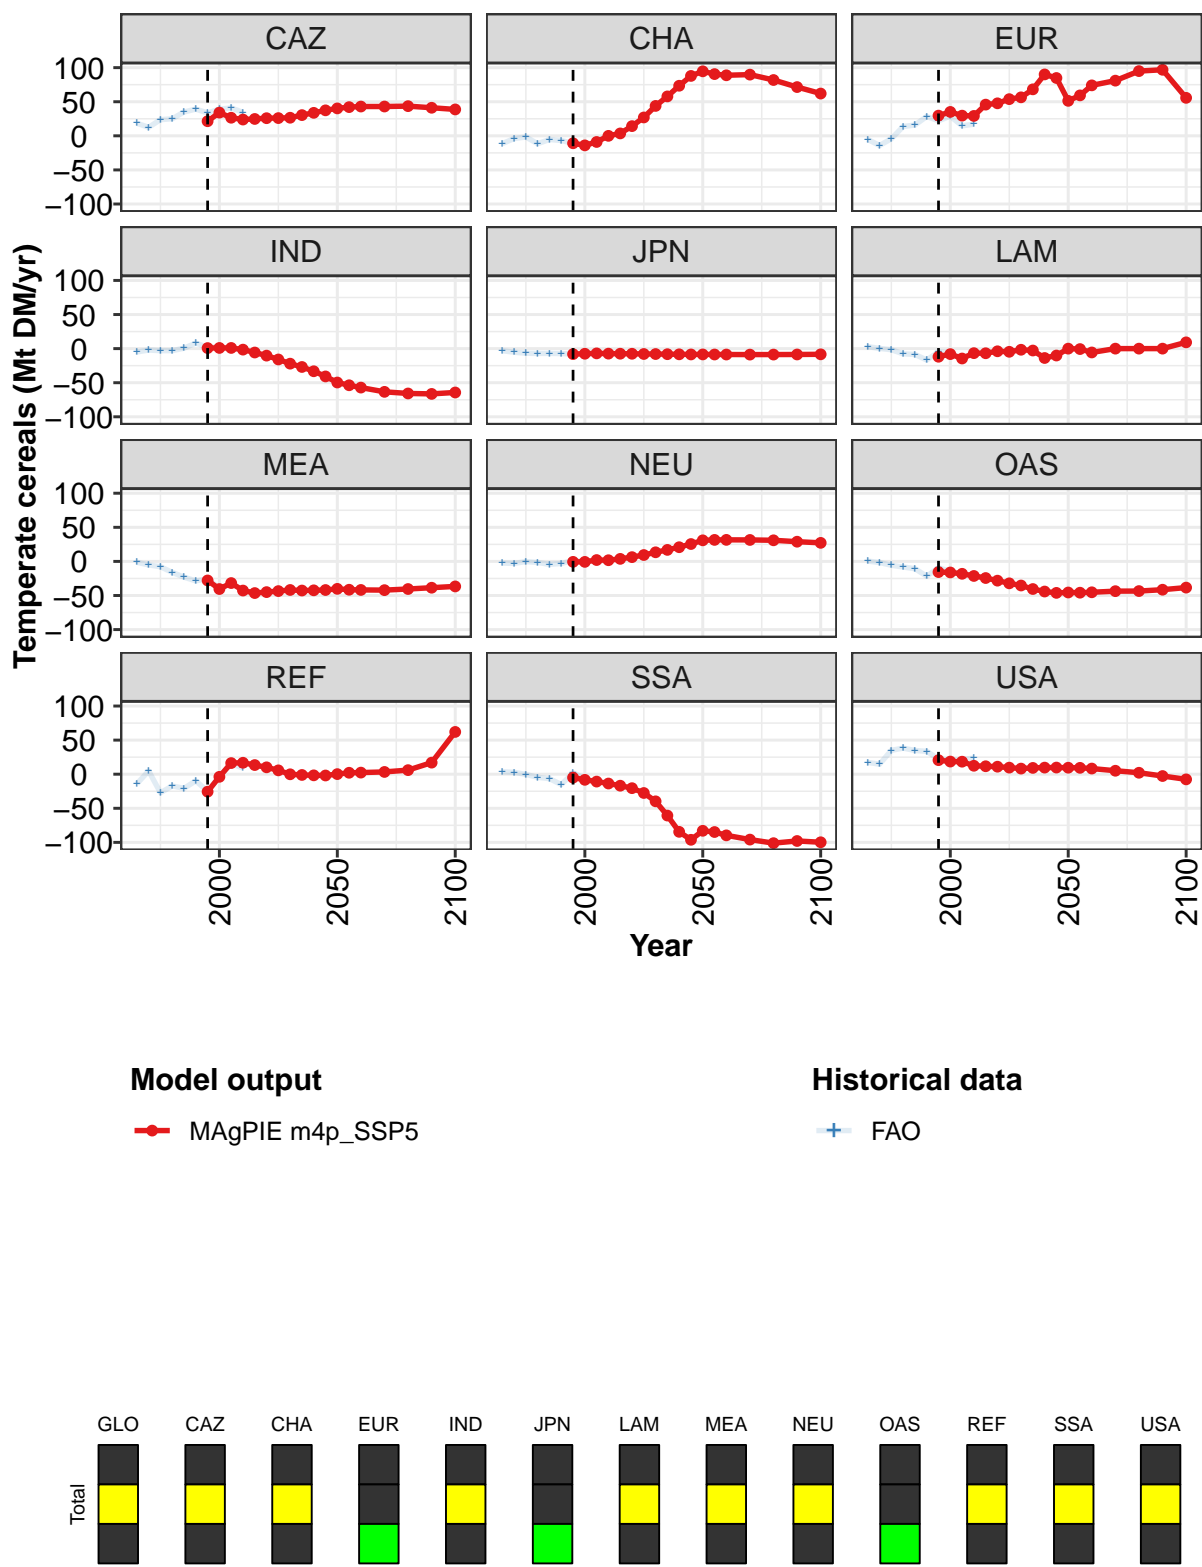 CAZ CHA EUR
100
50
0
−50
−100
IND JPN LAM
100
50
0
−50
−100
MEA NEU OAS
100
50
0
−50
−100
REF SSA USA
100
50
0
−50
−100
Temperate cereals (Mt DM/yr)
2000 2050 2100 2000 2050 2100 2000 2050 2100
Year
Model output Historical data
MAgPIE m4p_SSP5 FAO
GLO CAZ CHA EUR IND JPN LAM MEA NEU OAS REF SSA USA
Total